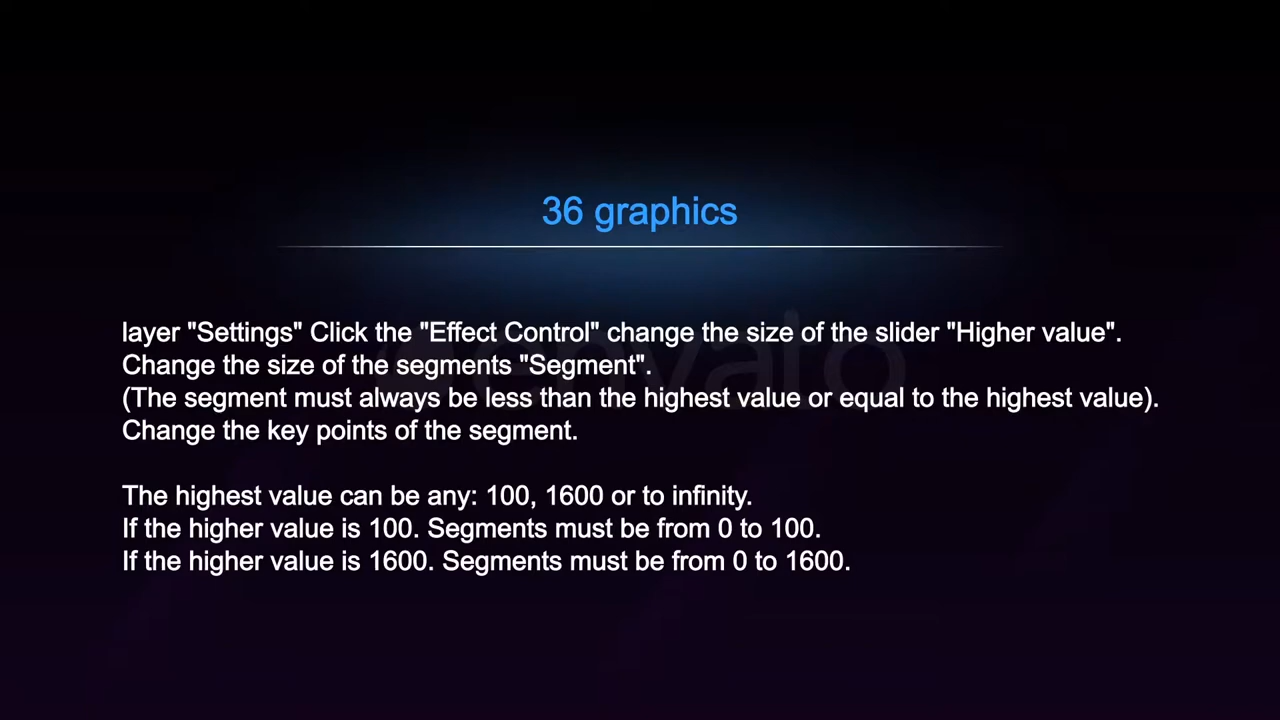 36 graphics
layer "Settings" Click the "Effect Control" change the size of the slider "Higher value".
Change the size of the segments "Segment".
(The segment must always be less than the highest value or equal to the highest value).
Change the key points of the segment.
The highest value can be any: 100, 1600 or to infinity.
If the higher value is 100. Segments must be from 0 to 100.
If the higher value is 1600. Segments must be from 0 to 1600.
envato